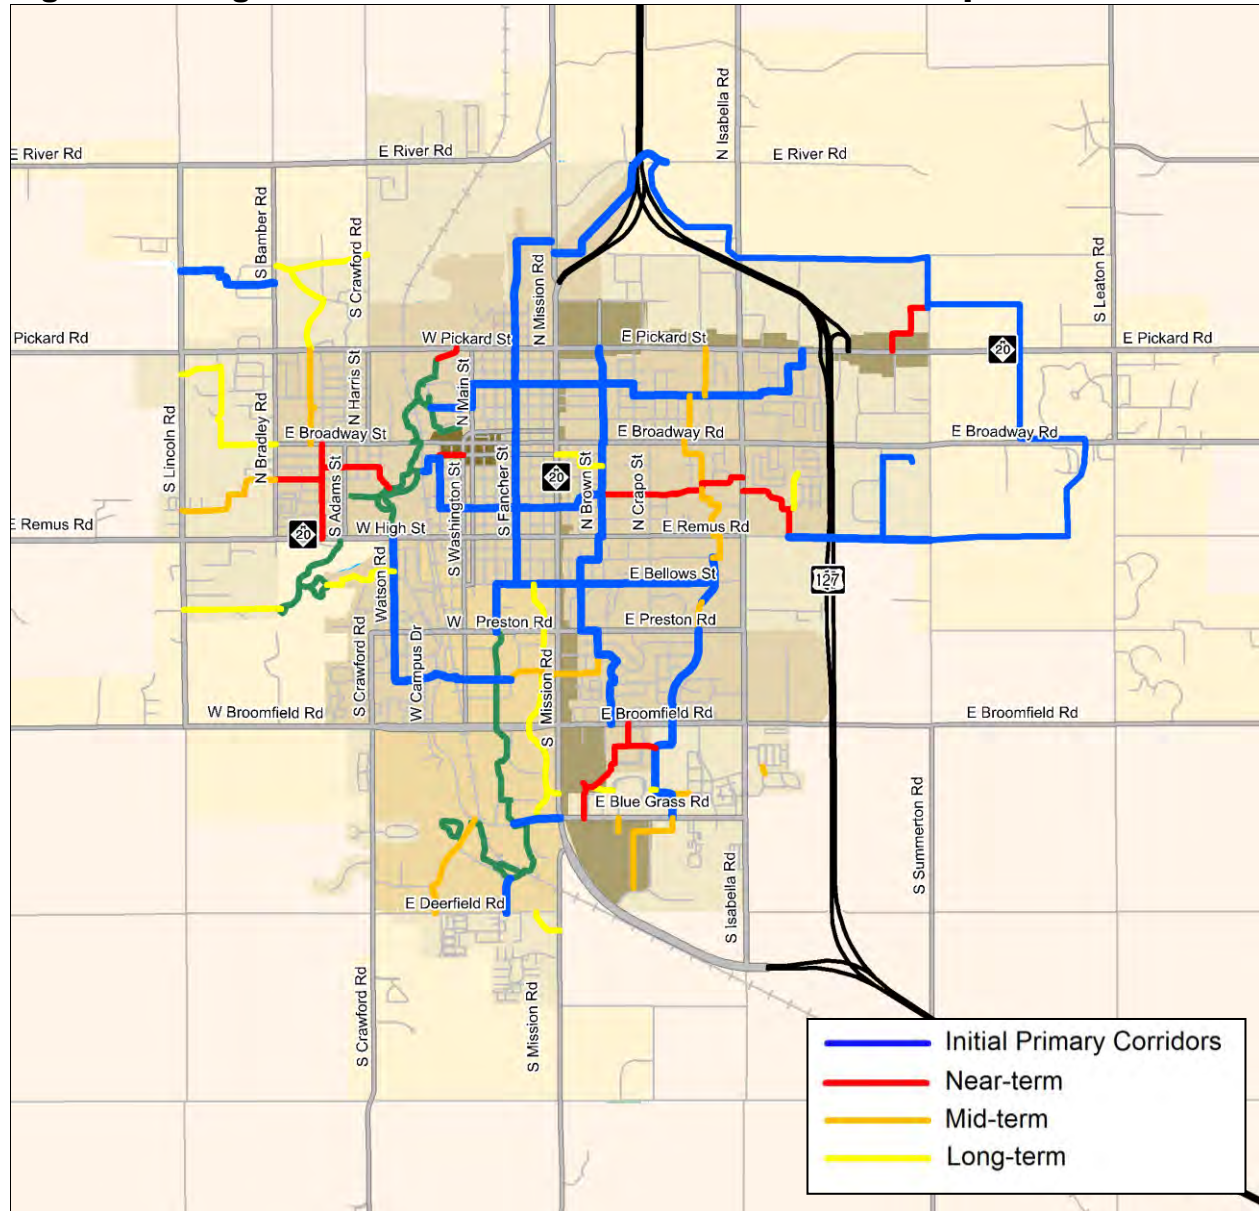 N Isabella Rd
E River Rd
E River Rd
E River Rd
S Bamber Rd
S Crawford Rd
N Mission Rd
S Leaton Rd
Pickard Rd
W Pickard St
E Pickard St
E Pickard Rd
20
N Harris St
N Main St
S Lincoln Rd
N Bradley Rd
E Broadway St
E Broadway Rd
E Broadway Rd
S Adams St
S Washington St
S Fancher St
20
N Brown St
N Crapo St
E Remus Rd
W High St
E Remus Rd
20
Watson Rd
E Bellows St
127
W Preston Rd
E Preston Rd
S Crawford Rd
W Campus Dr
S Mission Rd
W Broomfield Rd
E Broomfield Rd
E Broomfield Rd
E Blue Grass Rd
S Summerton Rd
S Isabella Rd
E Deerfield Rd
S Crawford Rd
S Mission Rd
Initial Primary Corridors
Near-term
Mid-term
Long-term